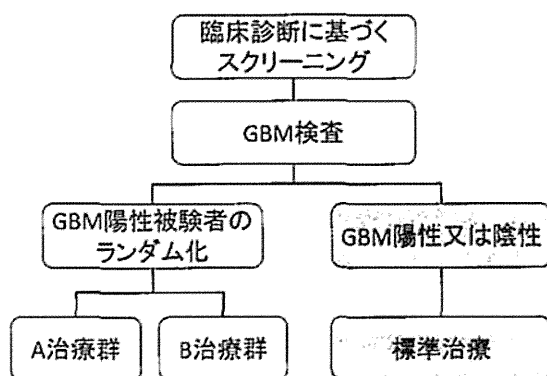 臨床診断に基づく
スクリーニング
GBM検査
GBM陽性被験者の
ランダム化
GBM陽性又は陰性
A治療群
B治療群
標準治療